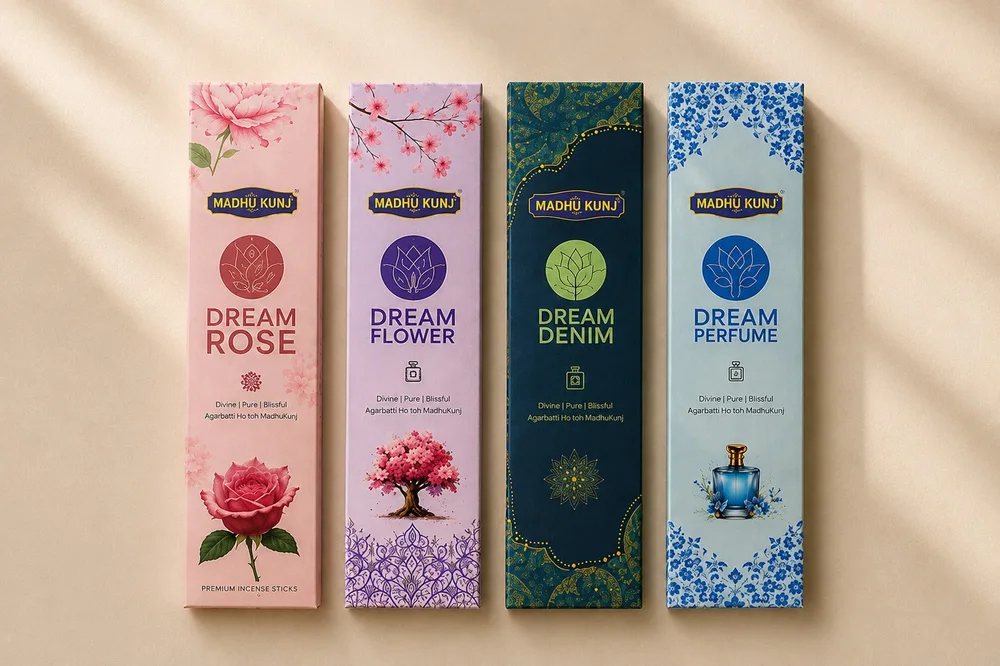 MADHU KUNJ
®
DREAM
ROSE
Divine | Pure | Blissful
Agarbatti Ho toh MadhuKunj
PREMIUM INCENSE STICKS
MADHU KUNJ
®
DREAM
FLOWER
Divine | Pure | Blissful
Agarbatti Ho toh MadhuKunj
MADHU KUNJ
®
DREAM
DENIM
Divine | Pure | Blissful
Agarbatti Ho toh MadhuKunj
MADHU KUNJ
®
DREAM
PERFUME
Divine | Pure | Blissful
Agarbatti Ho toh MadhuKunj